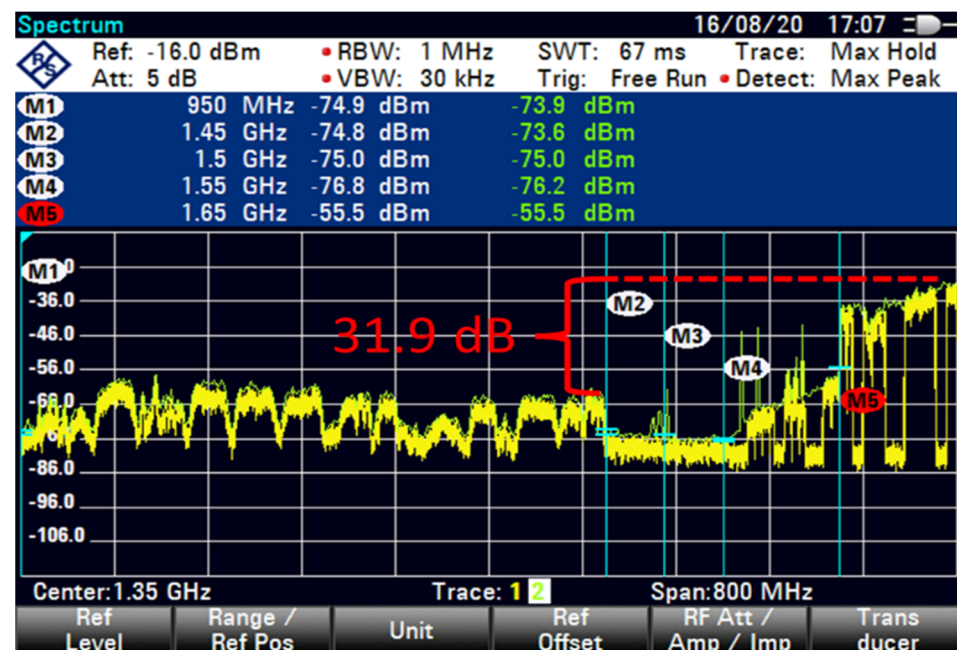 Spectrum 16/08/20 17:07
R&S Ref: -16.0 dBm • RBW: 1 MHz SWT: 67 ms Trace: Max Hold
Att: 5 dB • VBW: 30 kHz Trig: Free Run • Detect: Max Peak
M1 950 MHz -74.9 dBm -73.9 dBm
M2 1.45 GHz -74.8 dBm -73.6 dBm
M3 1.5 GHz -75.0 dBm -75.0 dBm
M4 1.55 GHz -76.8 dBm -76.2 dBm
M5 1.65 GHz -55.5 dBm -55.5 dBm
M1
-36.0 M2
-46.0 31.9 dB M3
-56.0 M4
M5
-86.0
-96.0
-106.0
Center:1.35 GHz Trace: 1 2 Span:800 MHz
Ref Level Range / Ref Pos Unit Ref Offset RF Att / Amp / Imp Trans ducer